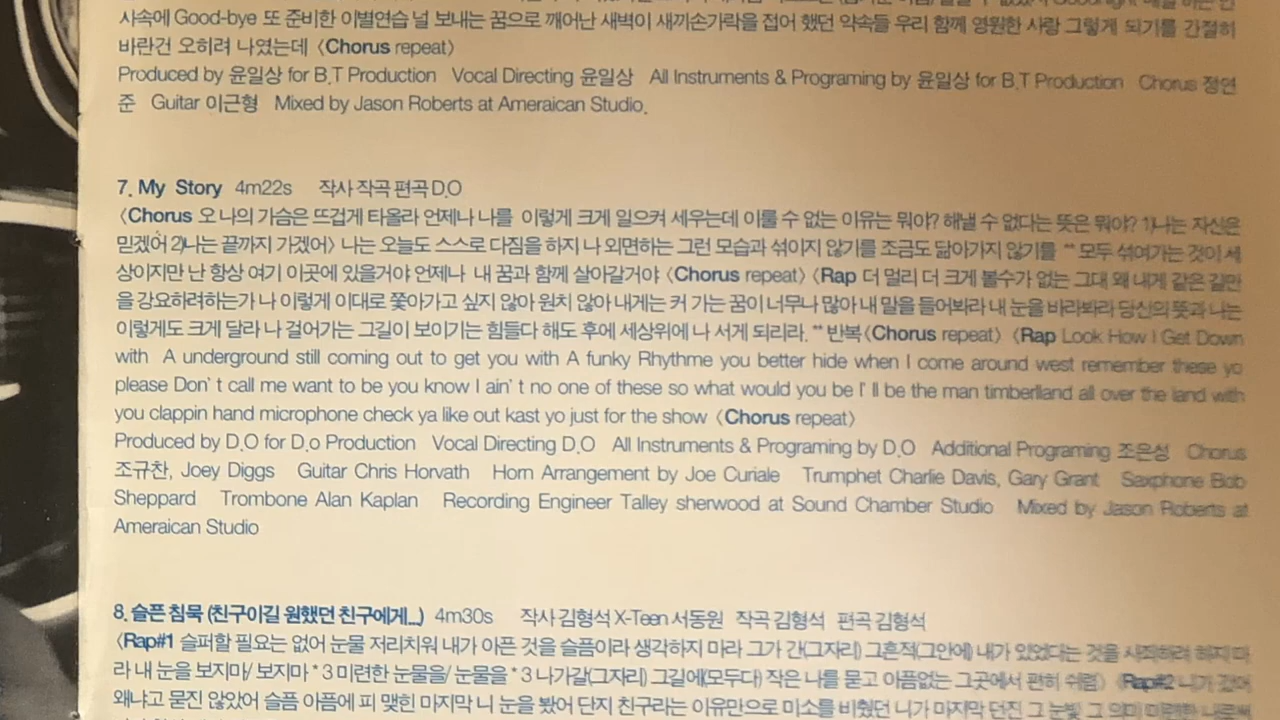 사속에 Good-bye 또 준비한 이별연습 널 보내는 꿈으로 깨어난 새벽이 새끼손가락을 접어 했던 약속들 우리 함께 영원한 사랑 그렇게 되기를 간절히
바란건 오히려 나였는데 〈Chorus repeat〉
Produced by 윤일상 for B.T Production Vocal Directing 윤일상 All Instruments & Programing by 윤일상 for B.T Production Chorus 정연
준 Guitar 이근형 Mixed by Jason Roberts at Ameraican Studio.
7. My Story 4m22s 작사 작곡 편곡 D.O
〈Chorus 오 나의 가슴은 뜨겁게 타올라 언제나 나를 이렇게 크게 일으켜 세우는데 이룰 수 없는 이유는 뭐야? 해낼 수 없다는 뜻은 뭐야? 1)나는 자신은
믿겠어 2)나는 끝까지 가겠어〉 나는 오늘도 스스로 다짐을 하지 나 외면하는 그런 모습과 섞이지 않기를 조금도 닮아가지 않기를 ** 모두 섞여가는 것이 세
상이지만 난 항상 여기 이곳에 있을거야 언제나 내 꿈과 함께 살아갈거야 〈Chorus repeat〉 〈Rap 더 멀리 더 크게 볼수가 없는 그대 왜 내게 같은 길만
을 강요하려하는가 나 이렇게 이대로 쫓아가고 싶지 않아 원치 않아 내게는 커 가는 꿈이 너무나 많아 내 말을 들어봐라 내 눈을 바라봐라 당신의 뜻과 나는
이렇게도 크게 달라 나 걸어가는 그길이 보이기는 힘들다 해도 후에 세상위에 나 서게 되리라. ** 반복 〈Chorus repeat〉 〈Rap Look How I Get Down
with A underground still coming out to get you with A funky Rhythme you better hide when I come around west remember these yo
please Don't call me want to be you know I ain't no one of these so what would you be I'll be the man timberlland all over the land with
you clappin hand microphone check ya like out kast yo just for the show 〈Chorus repeat〉
Produced by D.O for D.o Production Vocal Directing D.O All Instruments & Programing by D.O Additional Programing 조은성 Chorus
조규찬, Joey Diggs Guitar Chris Horvath Horn Arrangement by Joe Curiale Trumphet Charlie Davis, Gary Grant Saxphone Bob
Sheppard Trombone Alan Kaplan Recording Engineer Talley sherwood at Sound Chamber Studio Mixed by Jason Roberts at
Ameraican Studio
8. 슬픈 침묵 (친구이길 원했던 친구에게...) 4m30s 작사 김형석 X-Teen 서동원 작곡 김형석 편곡 김형석
〈Rap#1 슬퍼할 필요는 없어 눈물 저리치워 내가 아픈 것을 슬픔이라 생각하지 마라 그가 간(그자리) 그흔적(그안에) 내가 있었다는 것을 사죄하려 하지 마
라 내 눈을 보지마/ 보지마 * 3 미련한 눈물을/ 눈물을 * 3 나가갈(그자리) 그길에(모두다) 작은 나를 묻고 아픔없는 그곳에서 편히 쉬렴〉 〈Rap#2 니가 갔어
왜냐고 묻진 않았어 슬픔 아픔에 피 맺힌 마지막 니 눈을 봤어 단지 친구라는 이유만으로 미소를 비췄던 니가 마지막 던진 그 눈빛 그 의미